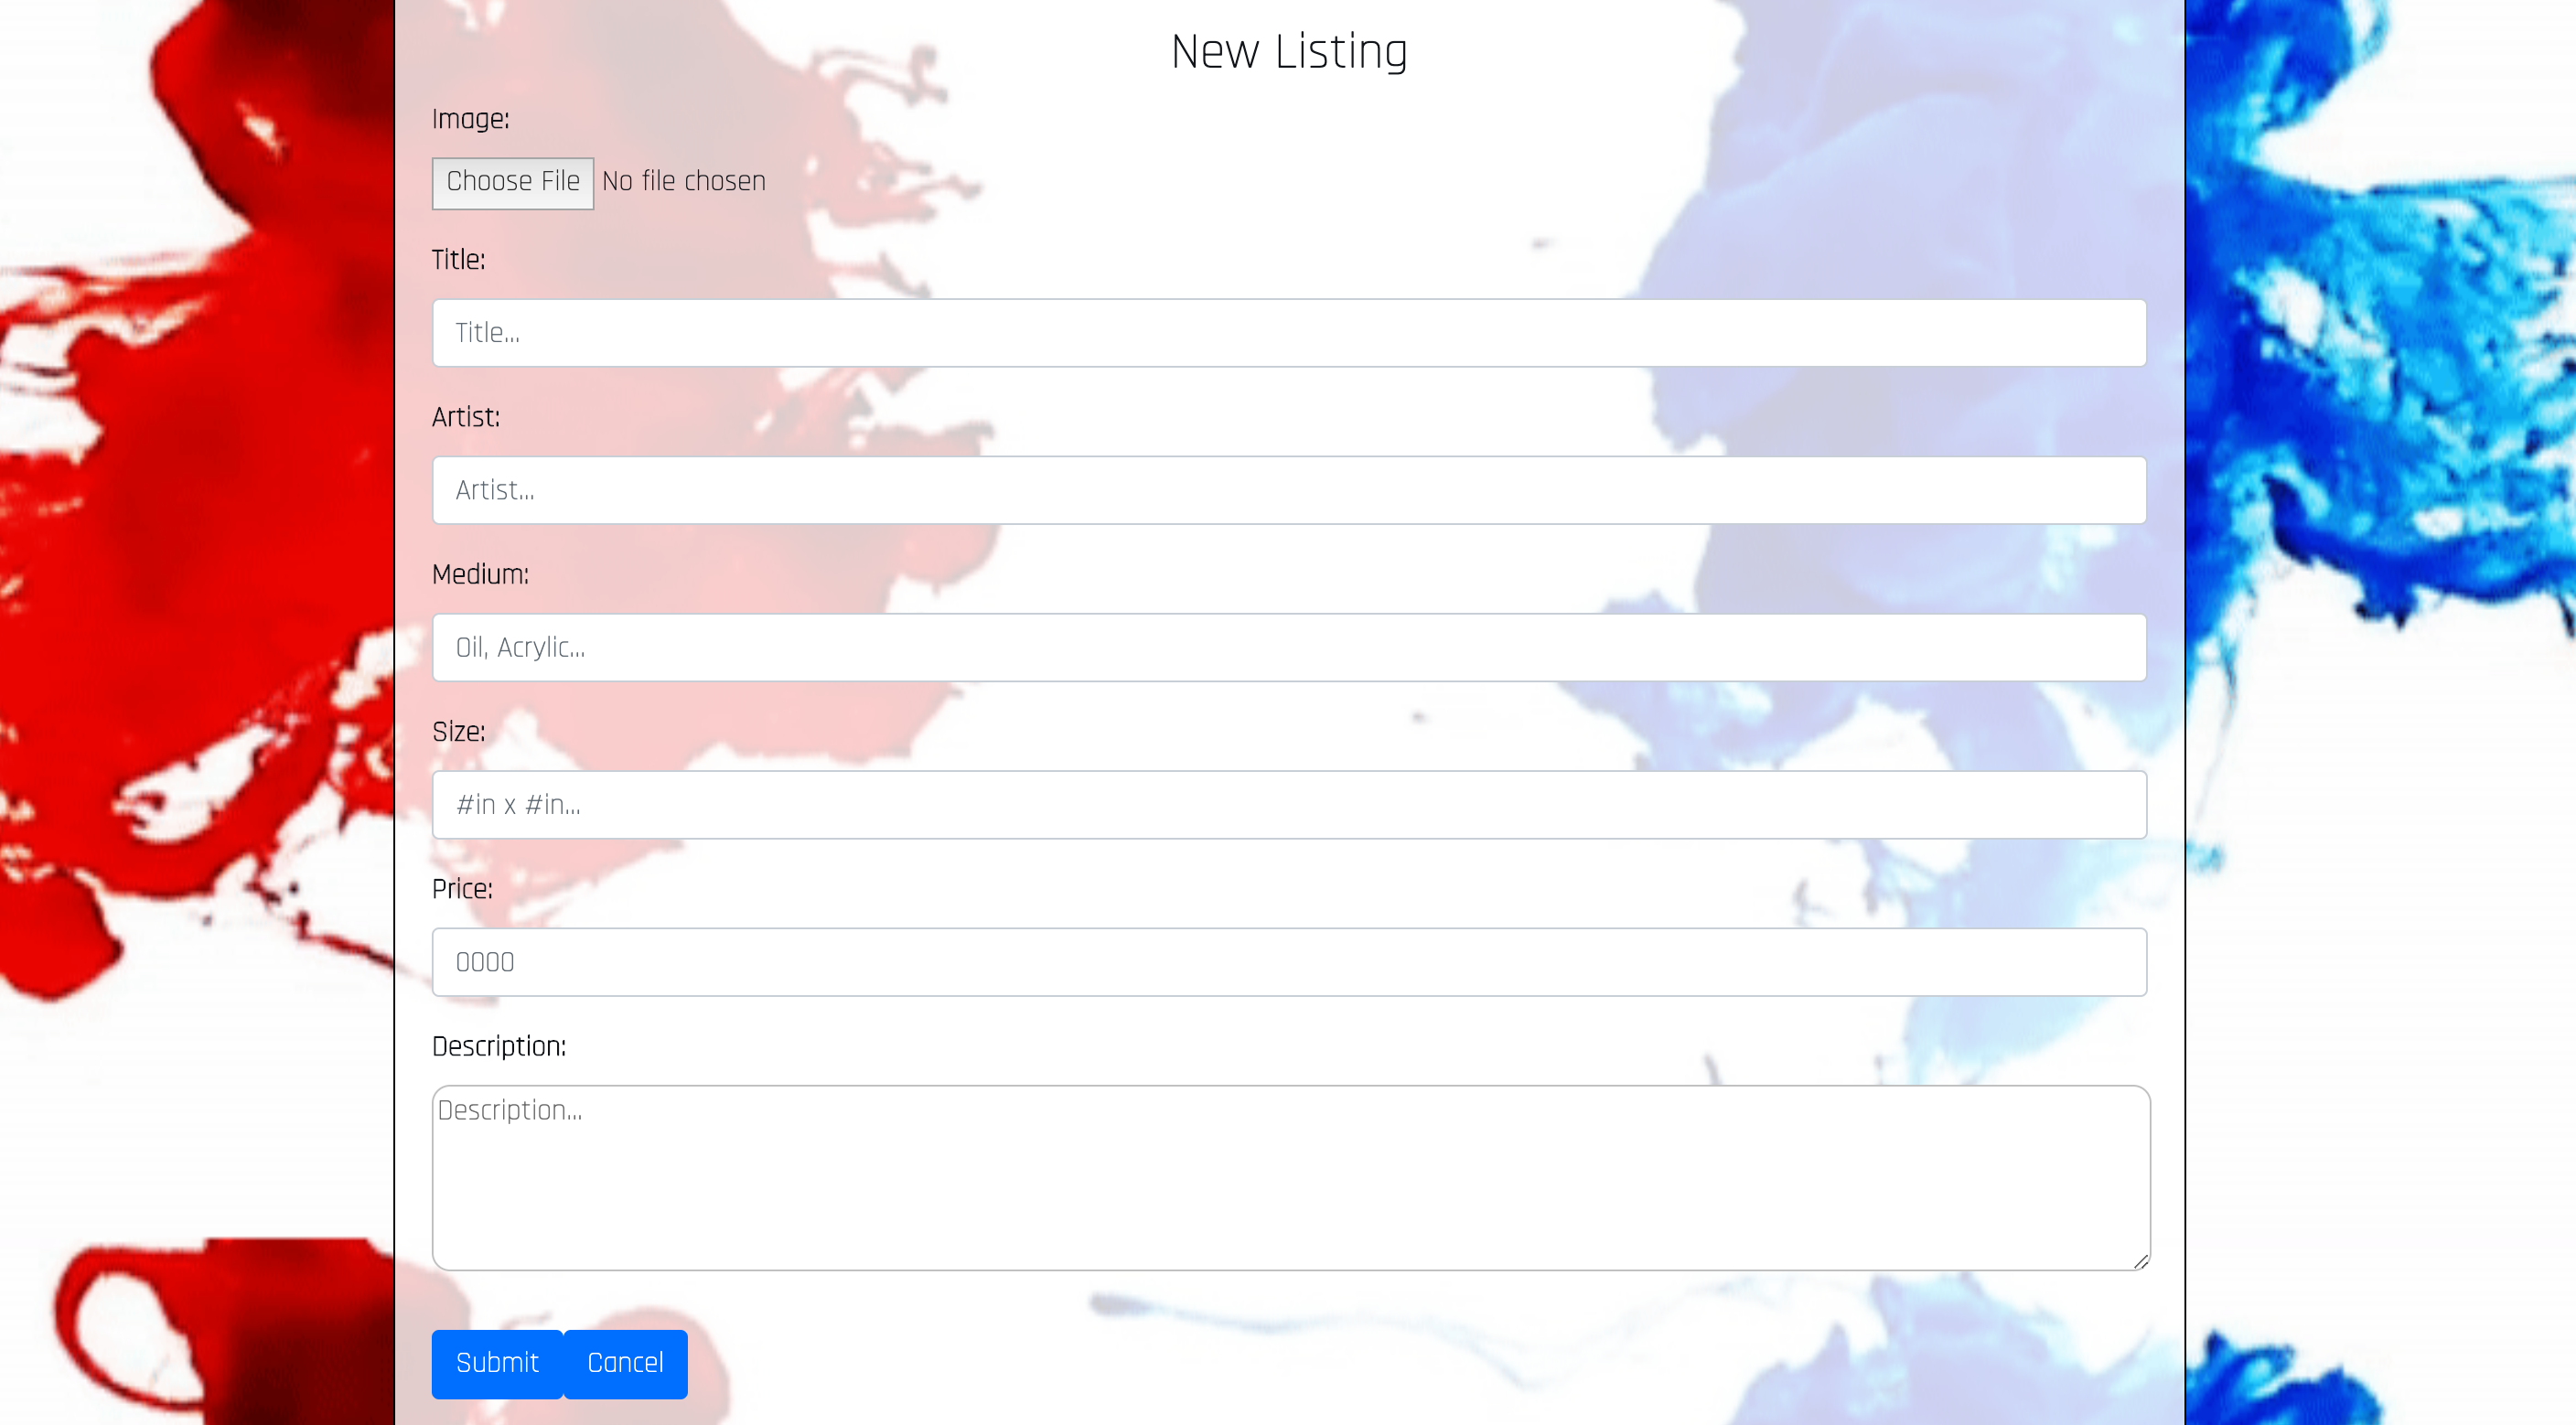 New Listing
Image:
Choose File No file chosen
Title:
Title...
Artist:
Artist...
Medium:
Oil, Acrylic...
Size:
#in x #in...
Price:
0000
Description:
Description...
Submit Cancel